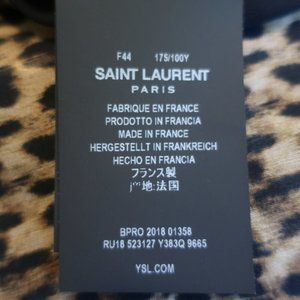 F44 175/100Y
SAINT LAURENT
PARIS
FABRIQUE EN FRANCE
PRODOTTO IN FRANCIA
MADE IN FRANCE
HERGESTELLT IN FRANKREICH
HECHO EN FRANCIA
フランス製
地:法国
BPRO 2018 01358
RU18 523127 Y383Q 9665
YSL.COM